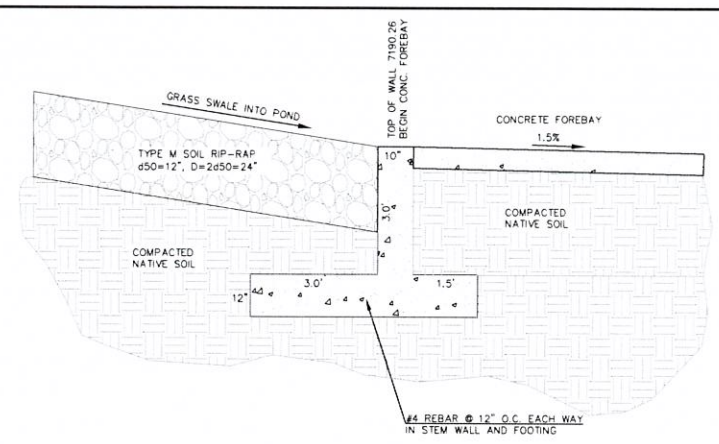 TOP OF WALL 7190.26
BEGIN CONC. FOREBAY
GRASS SWALE INTO POND
CONCRETE FOREBAY
1.5%
TYPE M SOIL RIP-RAP
d50=12", D=2d50=24"
10"
3.0'
COMPACTED
NATIVE SOIL
COMPACTED
NATIVE SOIL
3.0'
1.5'
12"
#4 REBAR @ 12" O.C. EACH WAY
IN STEM WALL AND FOOTING